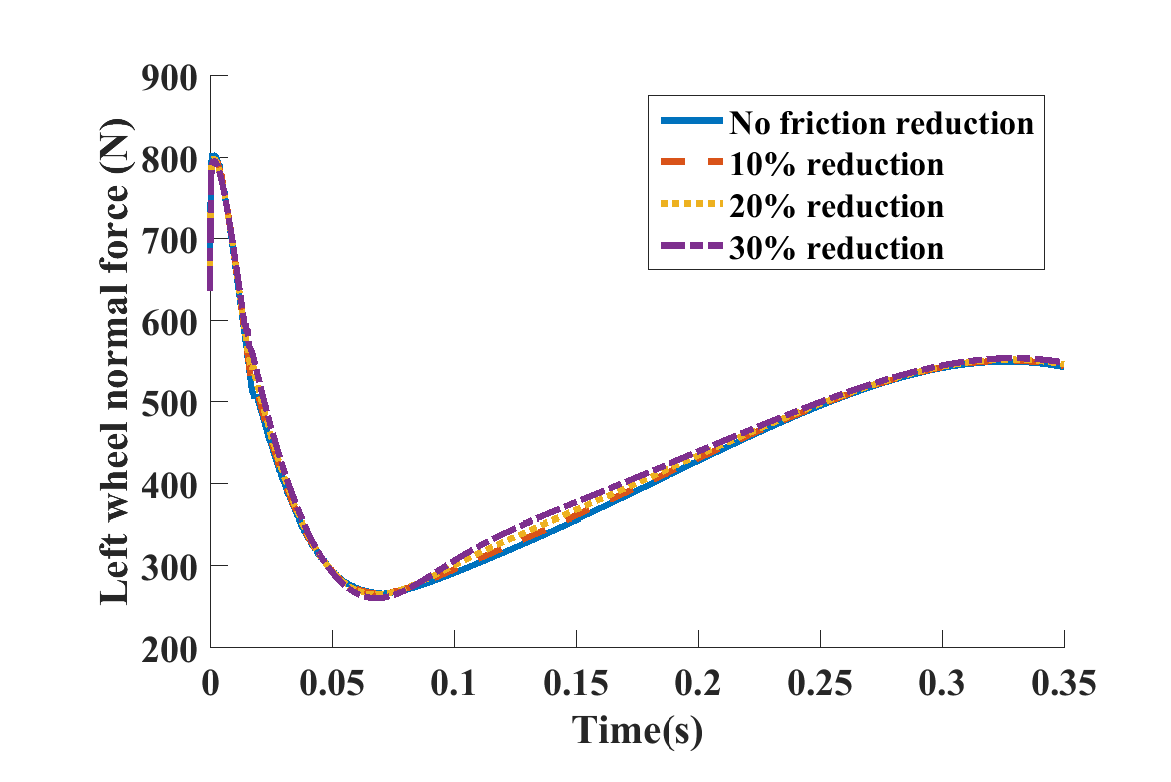 Left wheel normal force (N)
900
800
700
600
500
400
300
200
No friction reduction
10% reduction
20% reduction
30% reduction
0 0.05 0.1 0.15 0.2 0.25 0.3 0.35
Time(s)